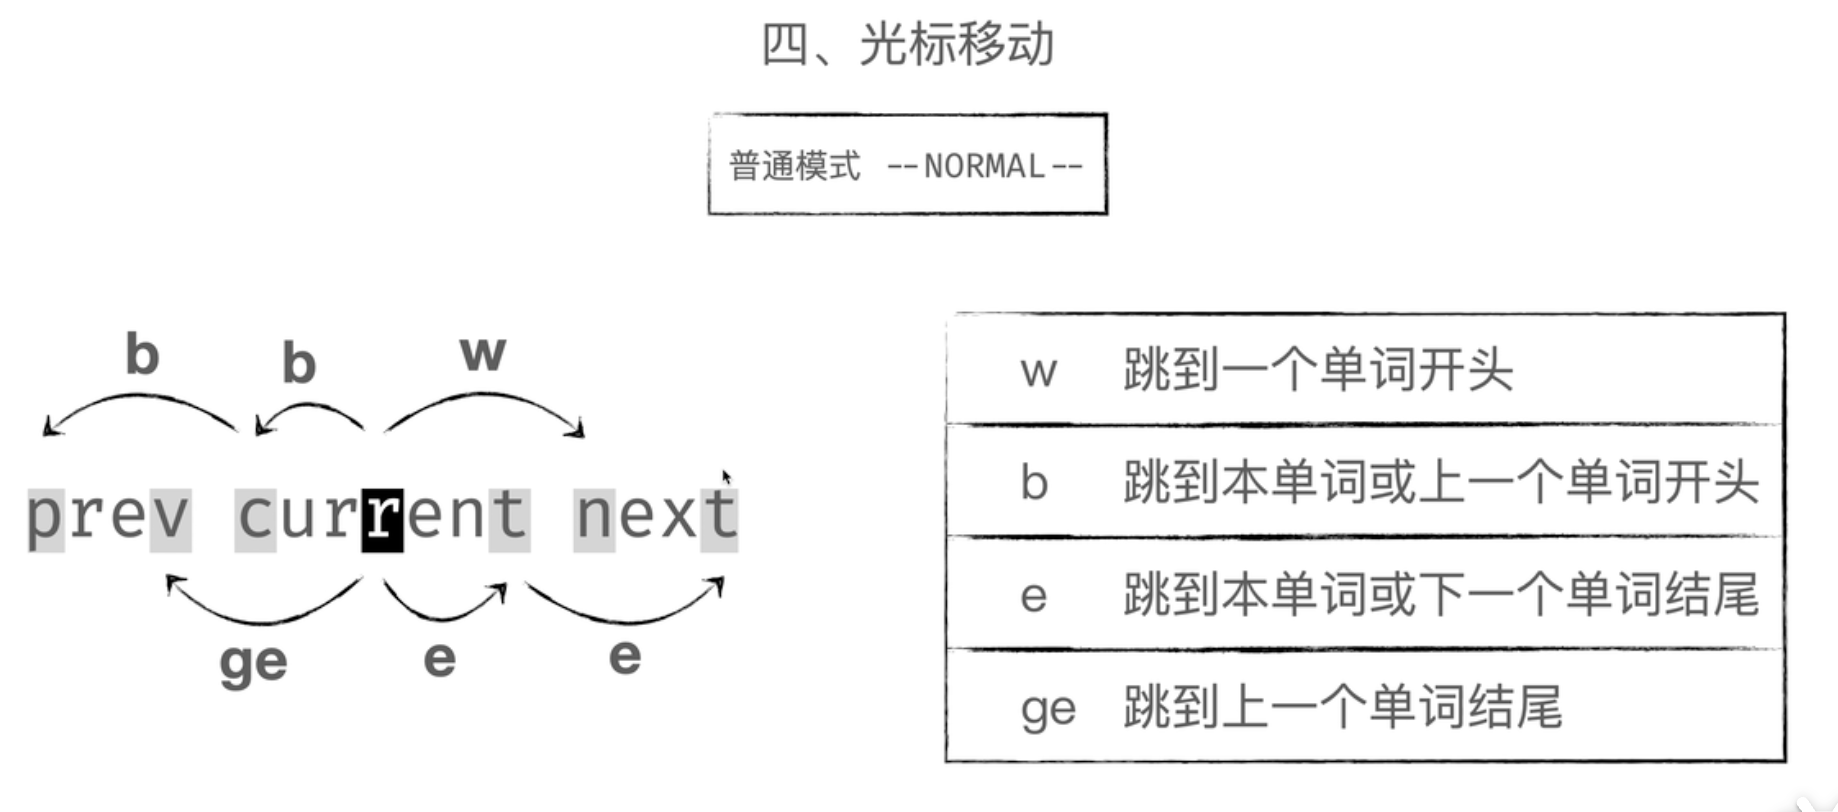 四、光标移动
普通模式 --NORMAL--
b b w
prev current next
ge e e
w 跳到一个单词开头
b 跳到本单词或上一个单词开头
e 跳到本单词或下一个单词结尾
ge 跳到上一个单词结尾